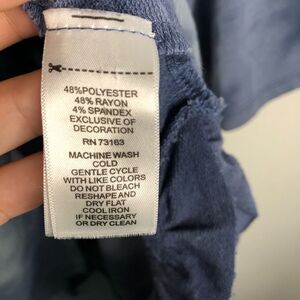 48%POLYESTER
48% RAYON
4% SPANDEX
EXCLUSIVE OF
DECORATION
RN 73163
MACHINE WASH
COLD
GENTLE CYCLE
WITH LIKE COLORS
DO NOT BLEACH
RESHAPE AND
DRY FLAT
COOL IRON
IF NECESSARY
OR DRY CLEAN